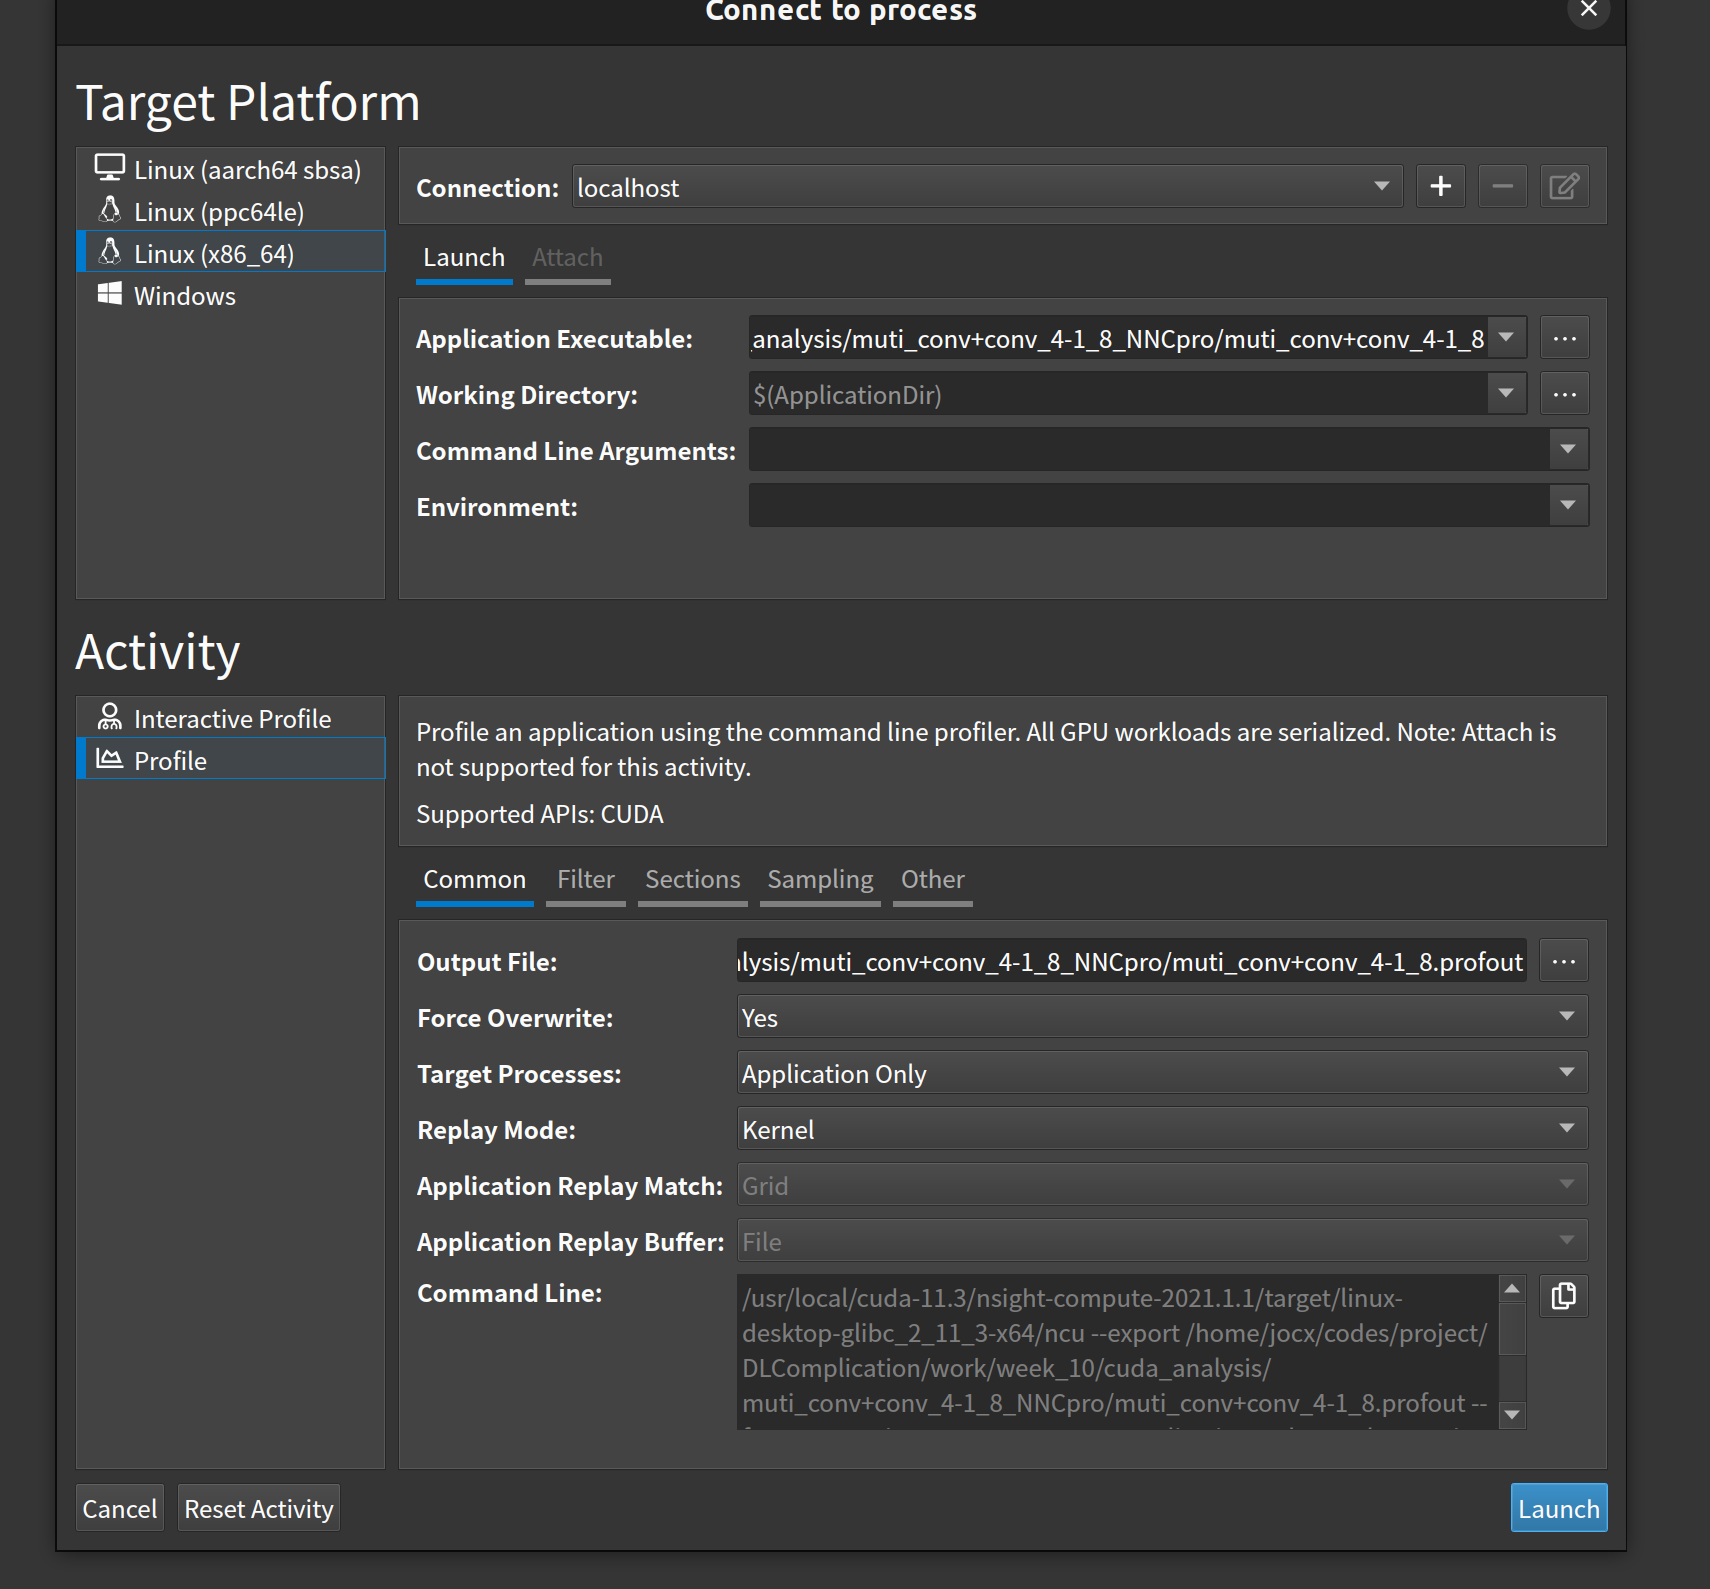 Connect to process
Target Platform
Linux (aarch64 sbsa)
Linux (ppc64le)
Linux (x86_64)
Windows
Connection: localhost
Launch Attach
Application Executable: analysis/muti_conv+conv_4-1_8_NNCpro/muti_conv+conv_4-1_8
Working Directory: $(ApplicationDir)
Command Line Arguments:
Environment:
Activity
Interactive Profile
Profile
Profile an application using the command line profiler. All GPU workloads are serialized. Note: Attach is
not supported for this activity.
Supported APIs: CUDA
Common Filter Sections Sampling Other
Output File: lysis/muti_conv+conv_4-1_8_NNCpro/muti_conv+conv_4-1_8.profout
Force Overwrite: Yes
Target Processes: Application Only
Replay Mode: Kernel
Application Replay Match: Grid
Application Replay Buffer: File
Command Line: /usr/local/cuda-11.3/nsight-compute-2021.1.1/target/linux-
desktop-glibc_2_11_3-x64/ncu --export /home/jocx/codes/project/
DLComplication/work/week_10/cuda_analysis/
muti_conv+conv_4-1_8_NNCpro/muti_conv+conv_4-1_8.profout --
Cancel Reset Activity Launch